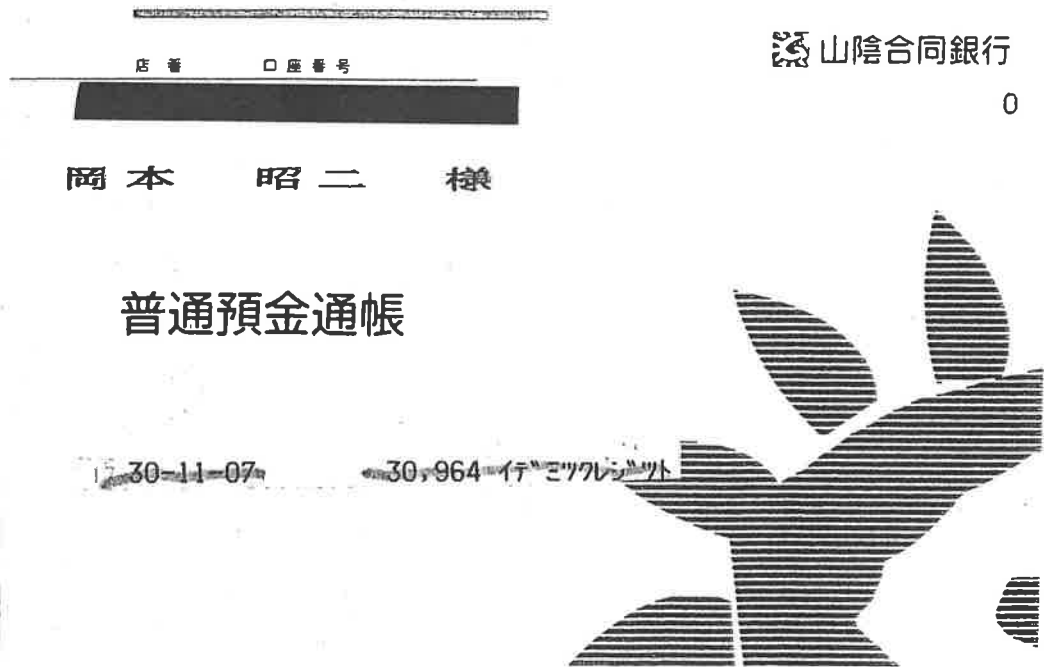 店番 口座番号
山陰合同銀行
0
岡本 昭二 様
普通預金通帳
17 30-11-07 30,964 イデミツクレジツト